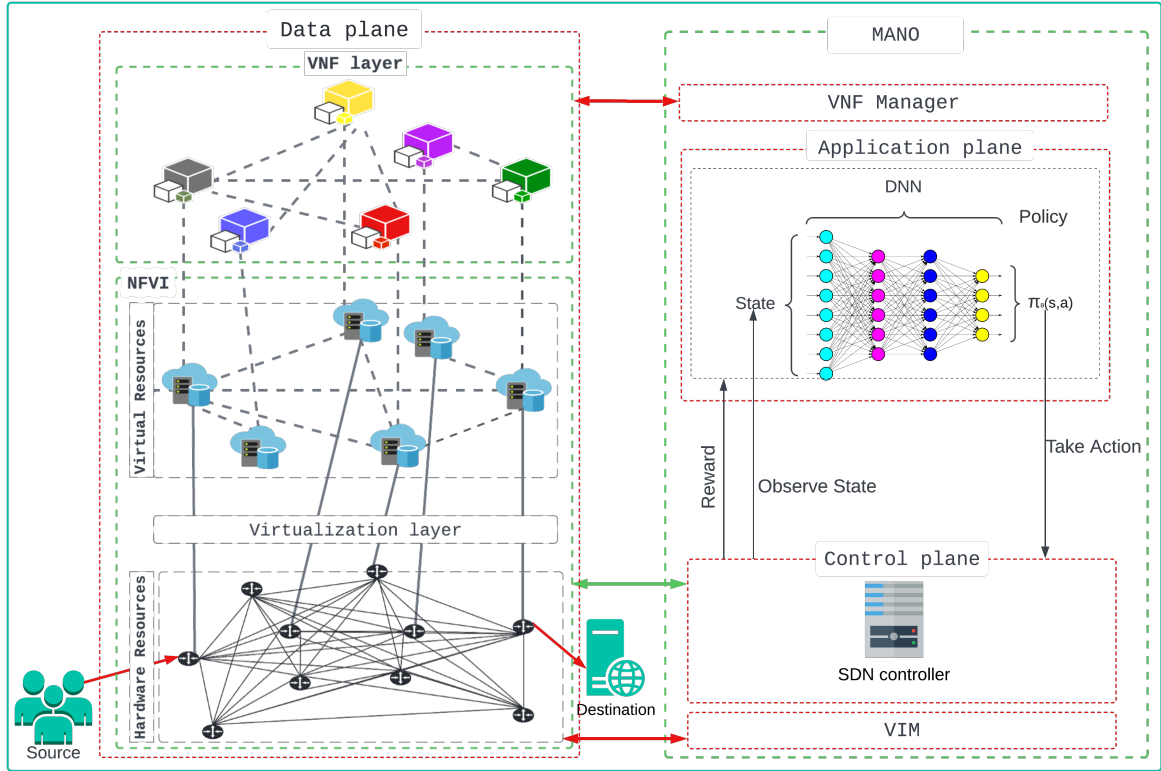 Data plane
MANO
VNF layer
VNF Manager
Application plane
DNN
Policy
State
πθ(s,a)
NFVI
Virtual Resources
Reward
Observe State
Take Action
Virtualization layer
Control plane
SDN controller
Hardware Resources
Source
Destination
VIM